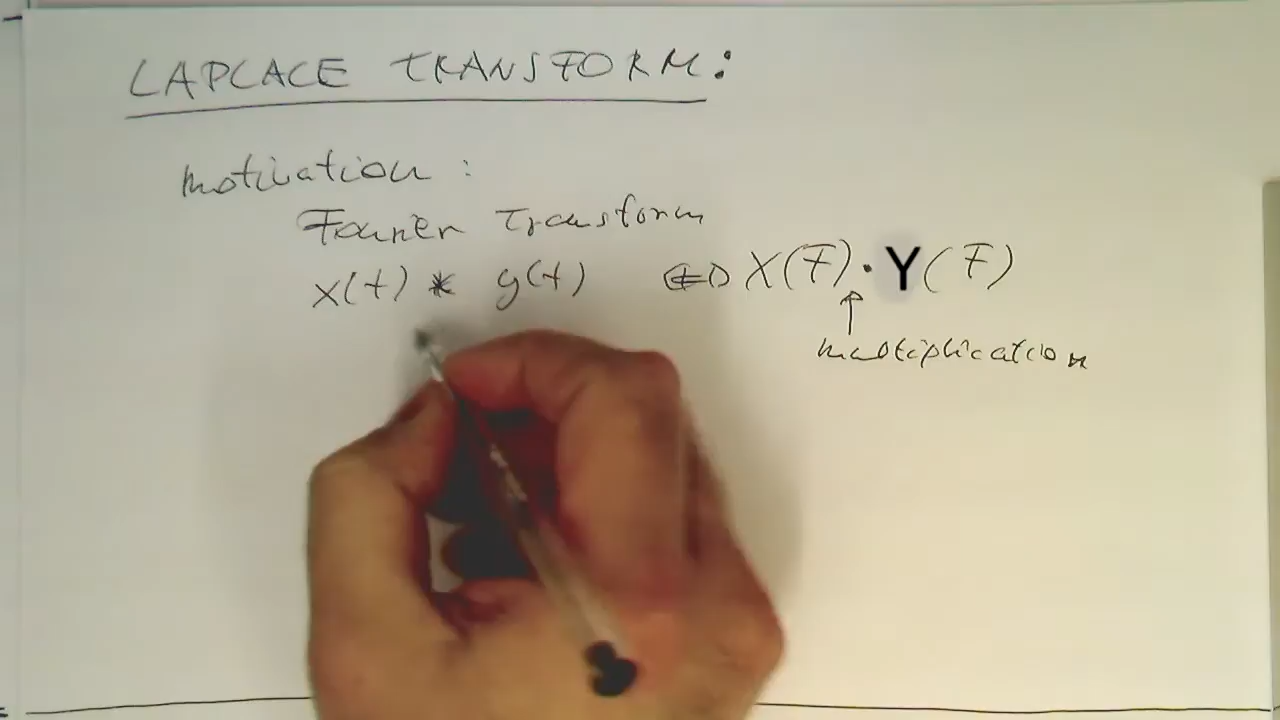 LAPLACE TRANSFORM:
motivation :
Fourier Transform
x(t) * y(t) ⇔ X(F) · Y(F)
↑
multiplication